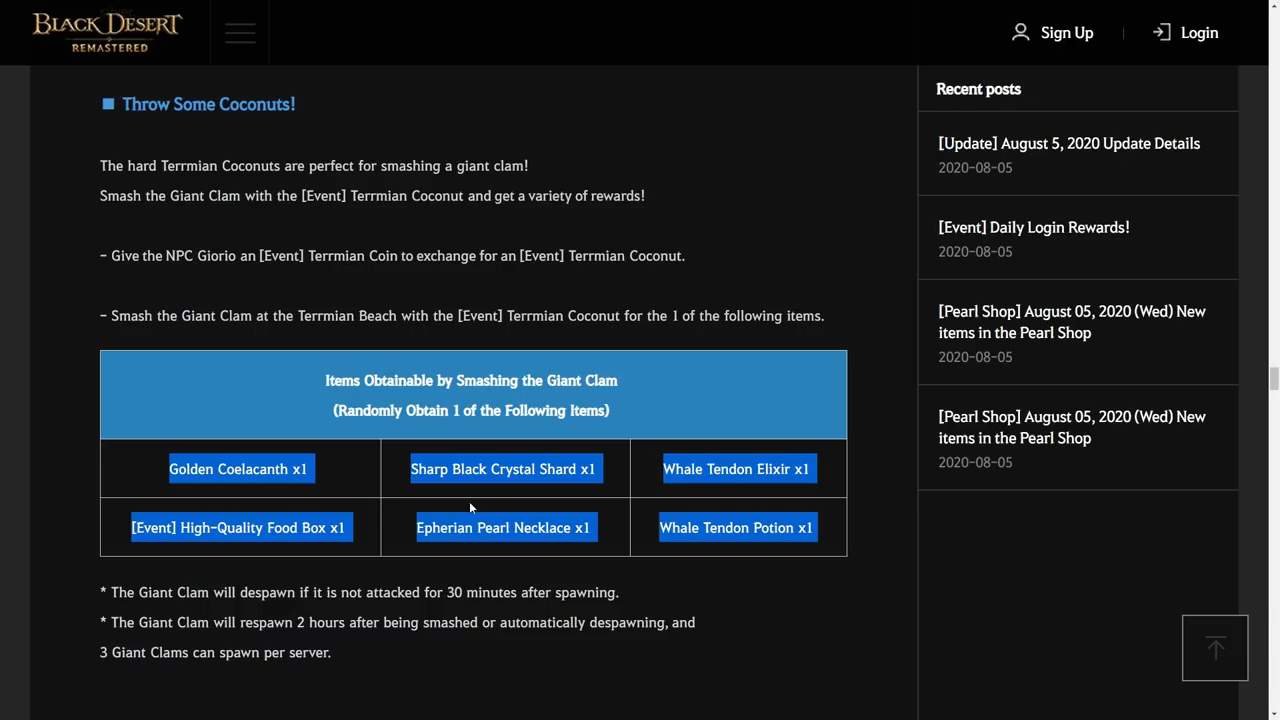 BLACK DESERT
REMASTERED
Sign Up
Login
■ Throw Some Coconuts!
The hard Terrmian Coconuts are perfect for smashing a giant clam!
Smash the Giant Clam with the [Event] Terrmian Coconut and get a variety of rewards!
- Give the NPC Giorio an [Event] Terrmian Coin to exchange for an [Event] Terrmian Coconut.
- Smash the Giant Clam at the Terrmian Beach with the [Event] Terrmian Coconut for the 1 of the following items.
Items Obtainable by Smashing the Giant Clam
(Randomly Obtain 1 of the Following Items)
Golden Coelacanth x1
Sharp Black Crystal Shard x1
Whale Tendon Elixir x1
[Event] High-Quality Food Box x1
Epherian Pearl Necklace x1
Whale Tendon Potion x1
* The Giant Clam will despawn if it is not attacked for 30 minutes after spawning.
* The Giant Clam will respawn 2 hours after being smashed or automatically despawning, and
3 Giant Clams can spawn per server.
Recent posts
[Update] August 5, 2020 Update Details
2020-08-05
[Event] Daily Login Rewards!
2020-08-05
[Pearl Shop] August 05, 2020 (Wed) New
items in the Pearl Shop
2020-08-05
[Pearl Shop] August 05, 2020 (Wed) New
items in the Pearl Shop
2020-08-05